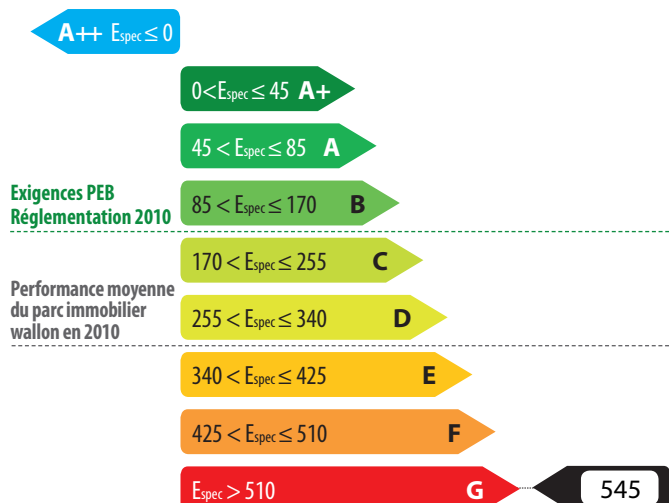 A++ Espec ≤ 0
0<Espec ≤ 45 A+
45 < Espec ≤ 85 A
Exigences PEB
Réglementation 2010
85 < Espec ≤ 170 B
170 < Espec ≤ 255 C
Performance moyenne
du parc immobilier
wallon en 2010
255 < Espec ≤ 340 D
340 < Espec ≤ 425 E
425 < Espec ≤ 510 F
Espec > 510 G 545